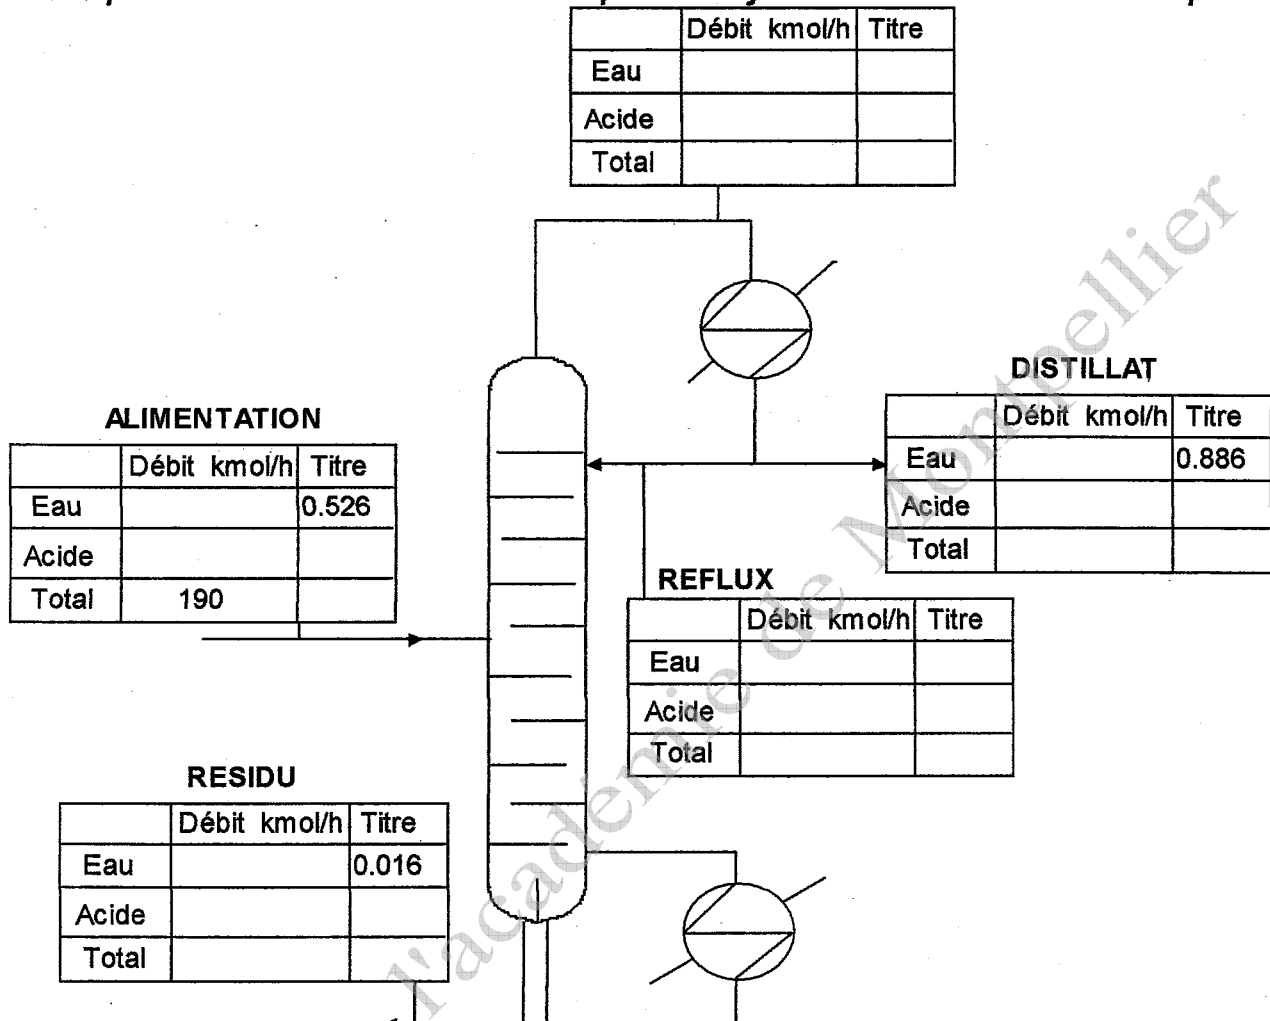 Débit kmol/h Titre
Eau
Acide
Total
DISTILLAT
Débit kmol/h Titre
Eau 0.886
Acide
Total
ALIMENTATION
Débit kmol/h Titre
Eau 0.526
Acide
Total 190
REFLUX
Débit kmol/h Titre
Eau
Acide
Total
RESIDU
Débit kmol/h Titre
Eau 0.016
Acide
Total
l'académie de Montpellier